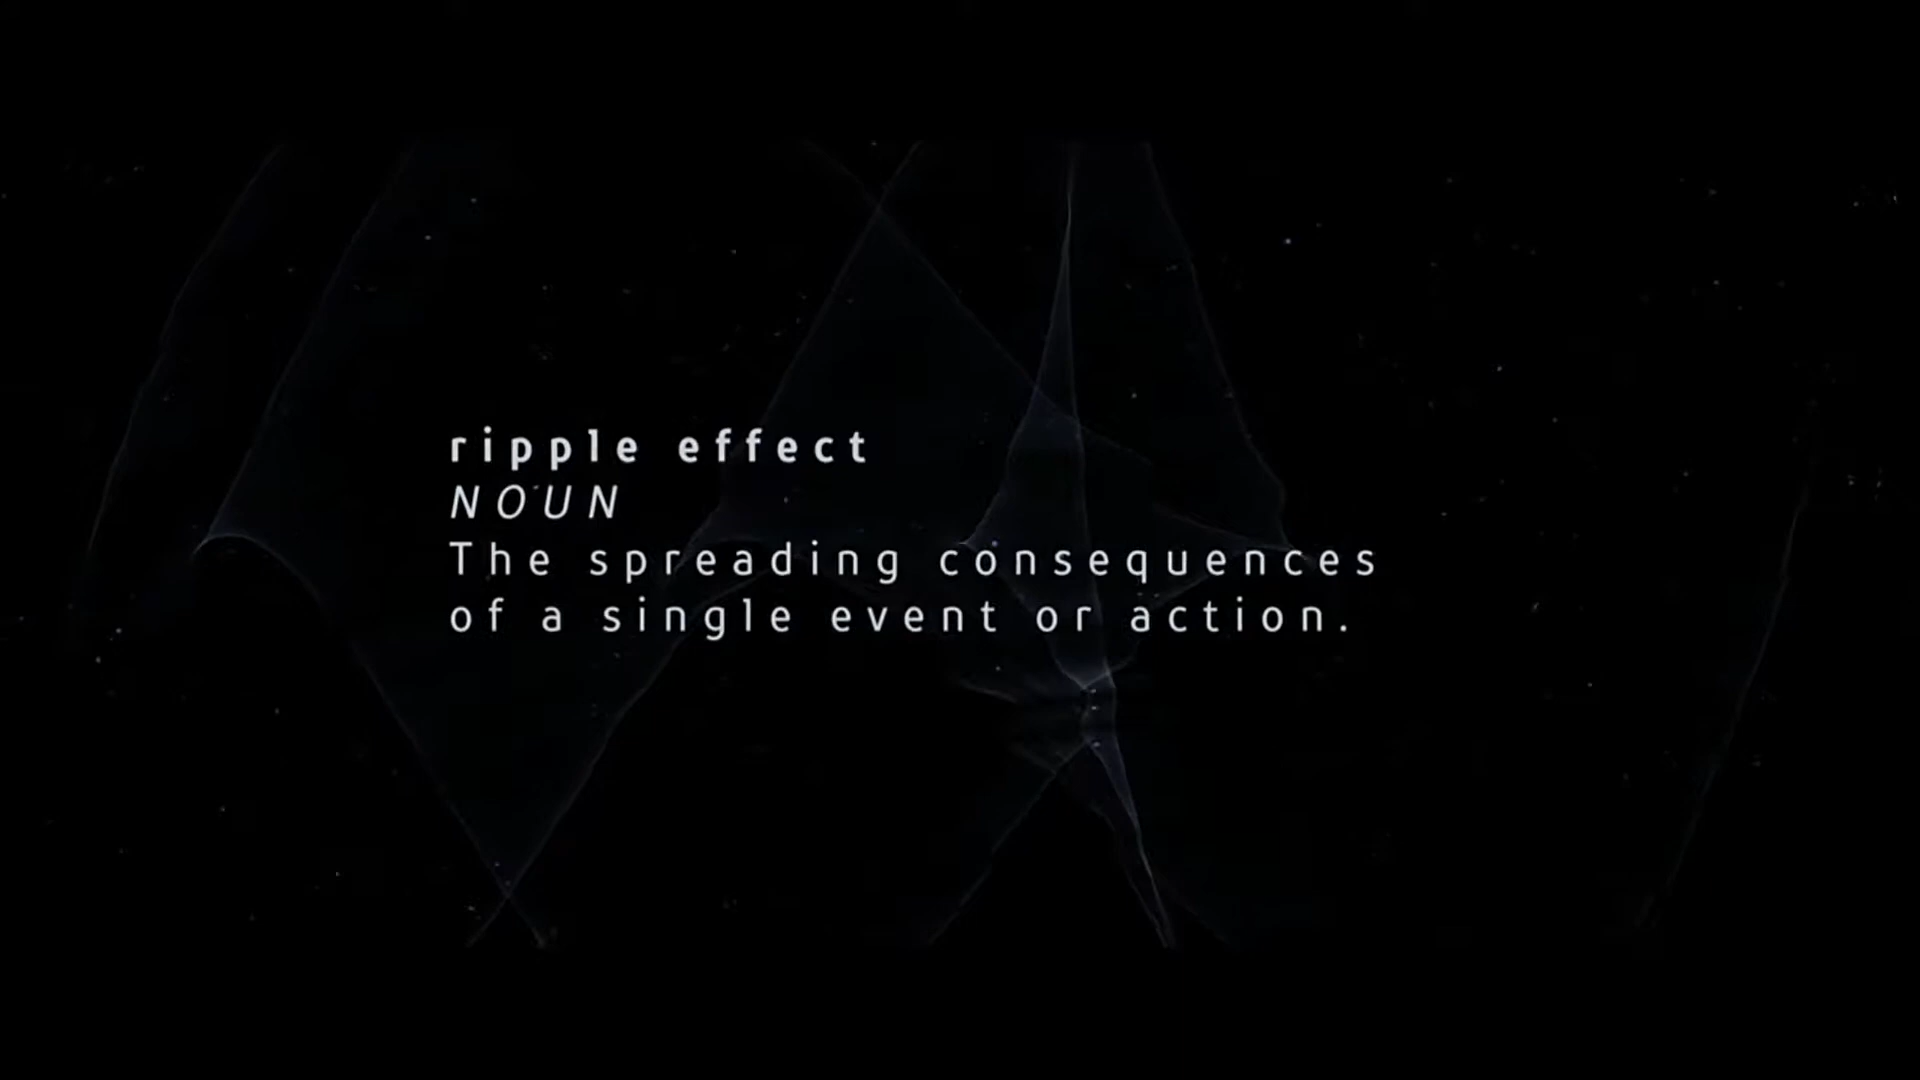 ripple effect
NOUN
The spreading consequences
of a single event or action.